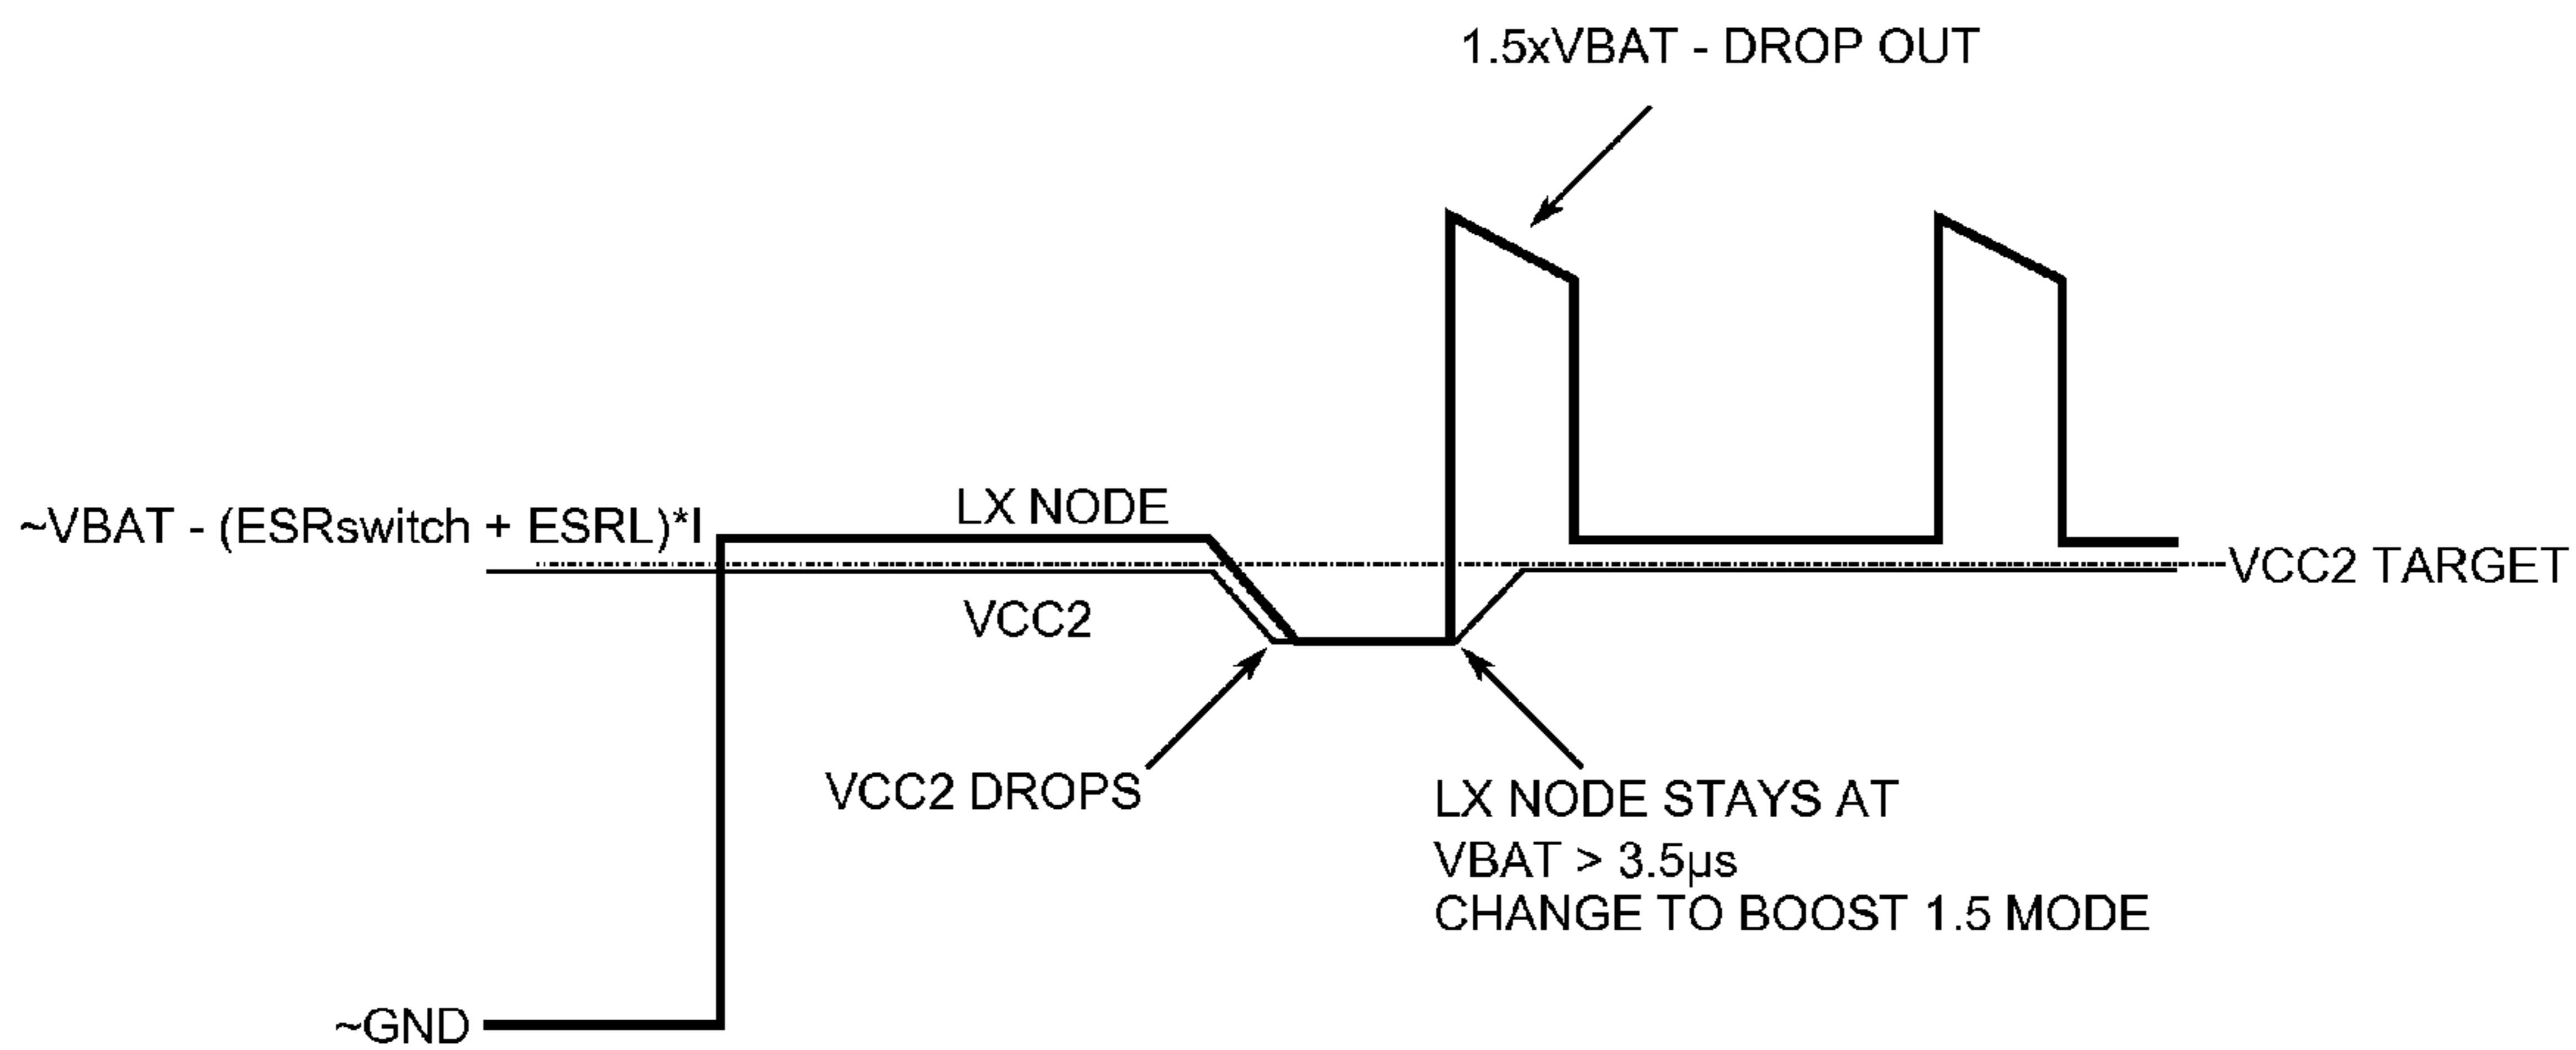 1.5xVBAT - DROP OUT
LX NODE
~VBAT - (ESRswitch + ESRL)*I
VCC2 TARGET
VCC2
VCC2 DROPS
LX NODE STAYS AT
VBAT > 3.5µs
CHANGE TO BOOST 1.5 MODE
~GND